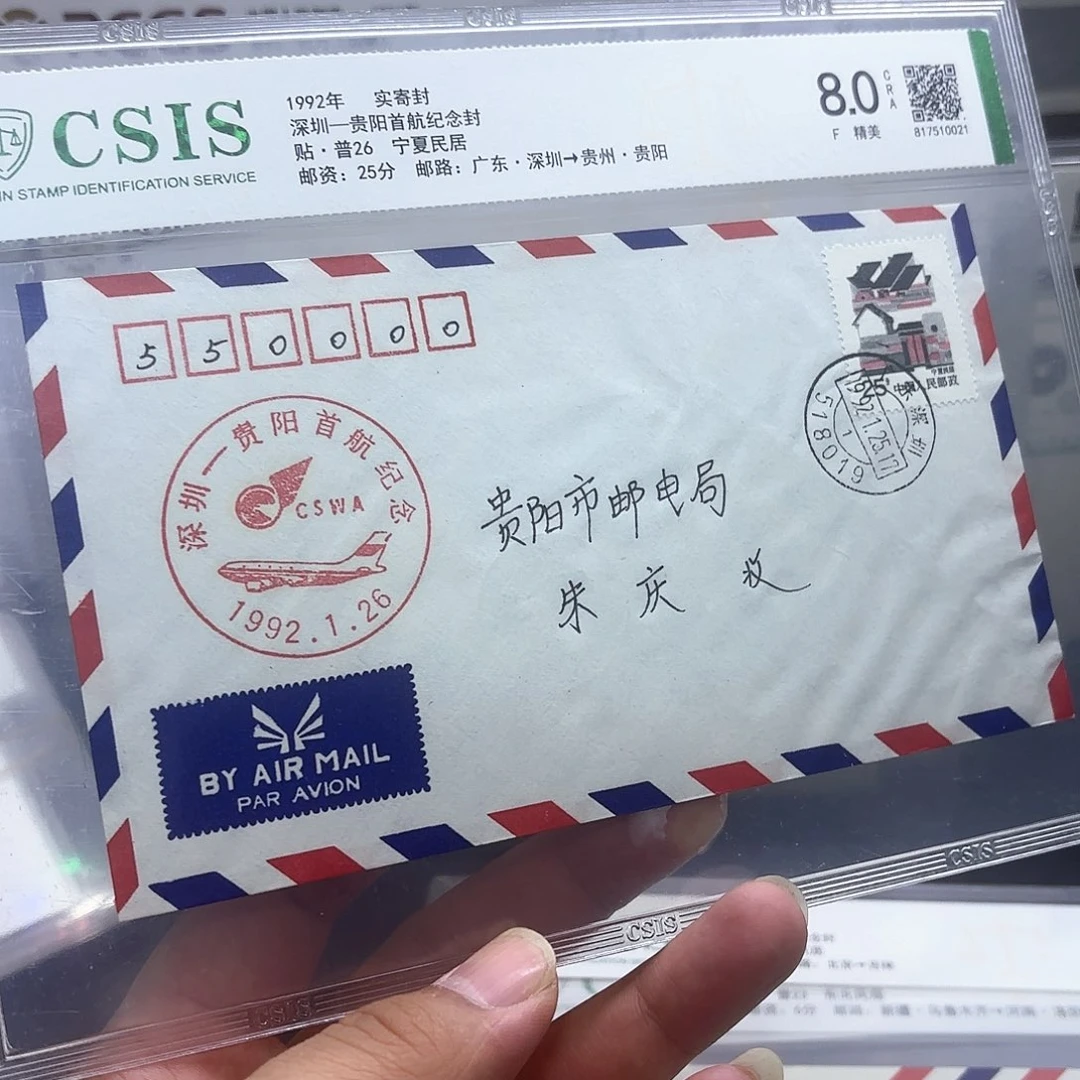 CSIS
IN STAMP IDENTIFICATION SERVICE
1992年 实寄封
深圳—贵阳首航纪念封
贴·普26 宁夏民居
邮资：25分 邮路：广东·深圳→贵州·贵阳
8.0
CRA
F 精美
817510021
550000
深圳—贵阳首航纪念
CSWA
1992.1.26
宁夏民居
中国人民邮政
深圳
1992.1.25.17
1
518019
贵阳市邮电局
朱庆 收
BY AIR MAIL
PAR AVION
CSIS
CSIS
CSIS
CSIS